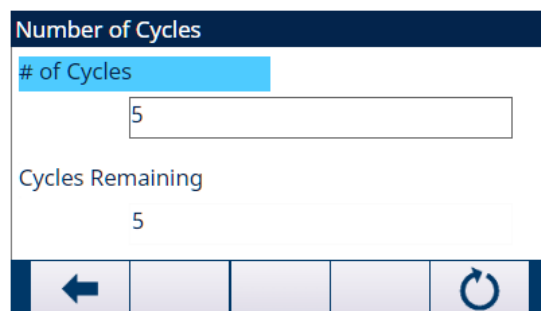 Number of Cycles
# of Cycles
5
Cycles Remaining
5